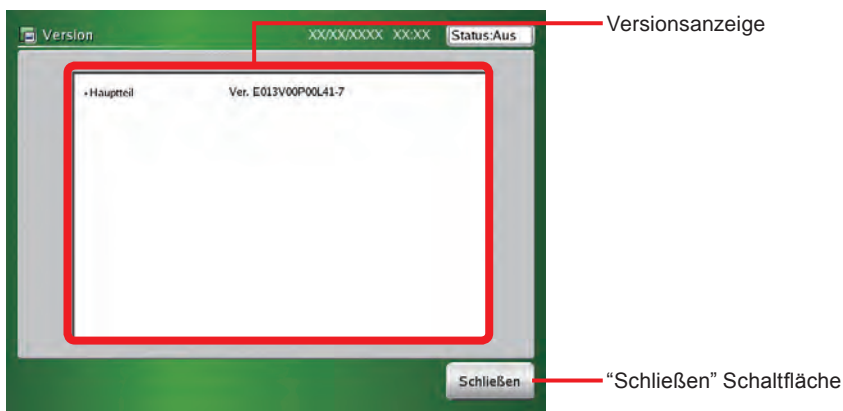 Version XX/XX/XXXX XX:XX Status:Aus
Versionsanzeige
•Hauptteil Ver. E013V00P00L41-7
Schließen
“Schließen” Schaltfläche